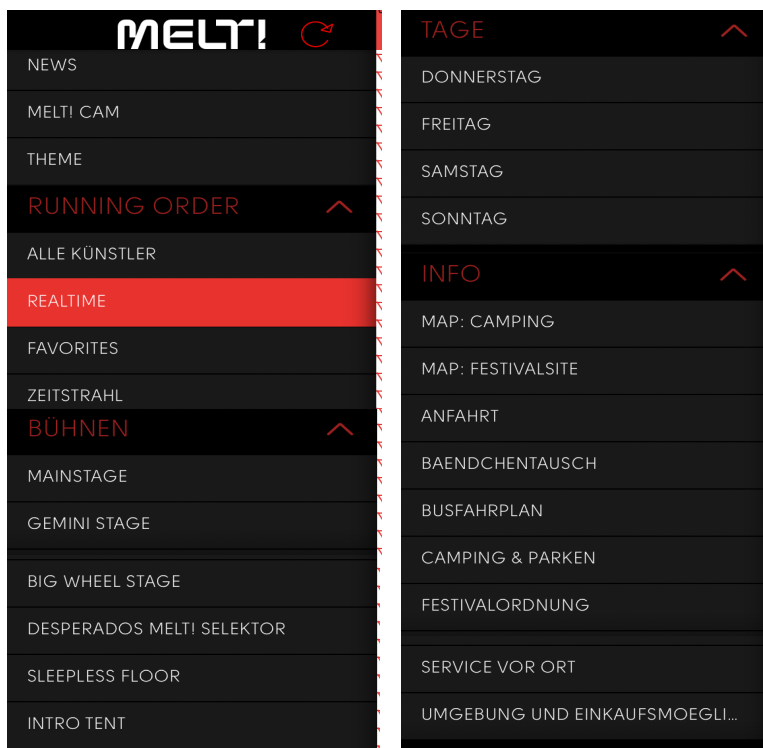 MELT!
NEWS
MELT! CAM
THEME
RUNNING ORDER
ALLE KÜNSTLER
REALTIME
FAVORITES
ZEITSTRAHL
BÜHNEN
MAINSTAGE
GEMINI STAGE
BIG WHEEL STAGE
DESPERADOS MELT! SELEKTOR
SLEEPLESS FLOOR
INTRO TENT
TAGE
DONNERSTAG
FREITAG
SAMSTAG
SONNTAG
INFO
MAP: CAMPING
MAP: FESTIVALSITE
ANFAHRT
BAENDCHENTAUSCH
BUSFAHRPLAN
CAMPING & PARKEN
FESTIVALORDNUNG
SERVICE VOR ORT
UMGEBUNG UND EINKAUFSMOEGLI...